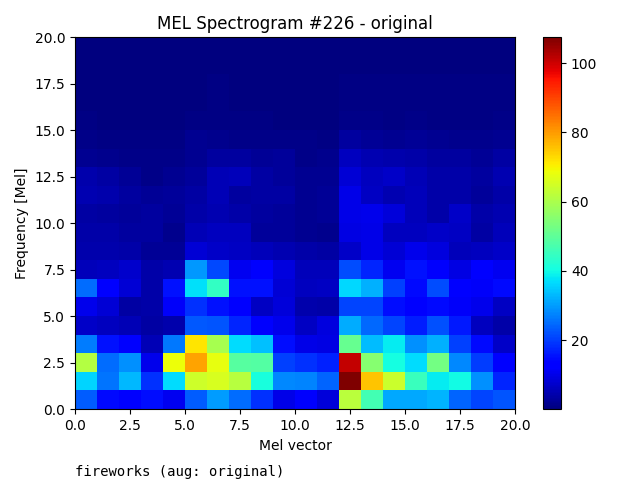 MEL Spectrogram #226 - original
20.0
17.5
15.0
12.5
10.0
7.5
5.0
2.5
0.0
Frequency [Mel]
0.0 2.5 5.0 7.5 10.0 12.5 15.0 17.5 20.0
Mel vector
100
80
60
40
20
fireworks (aug: original)